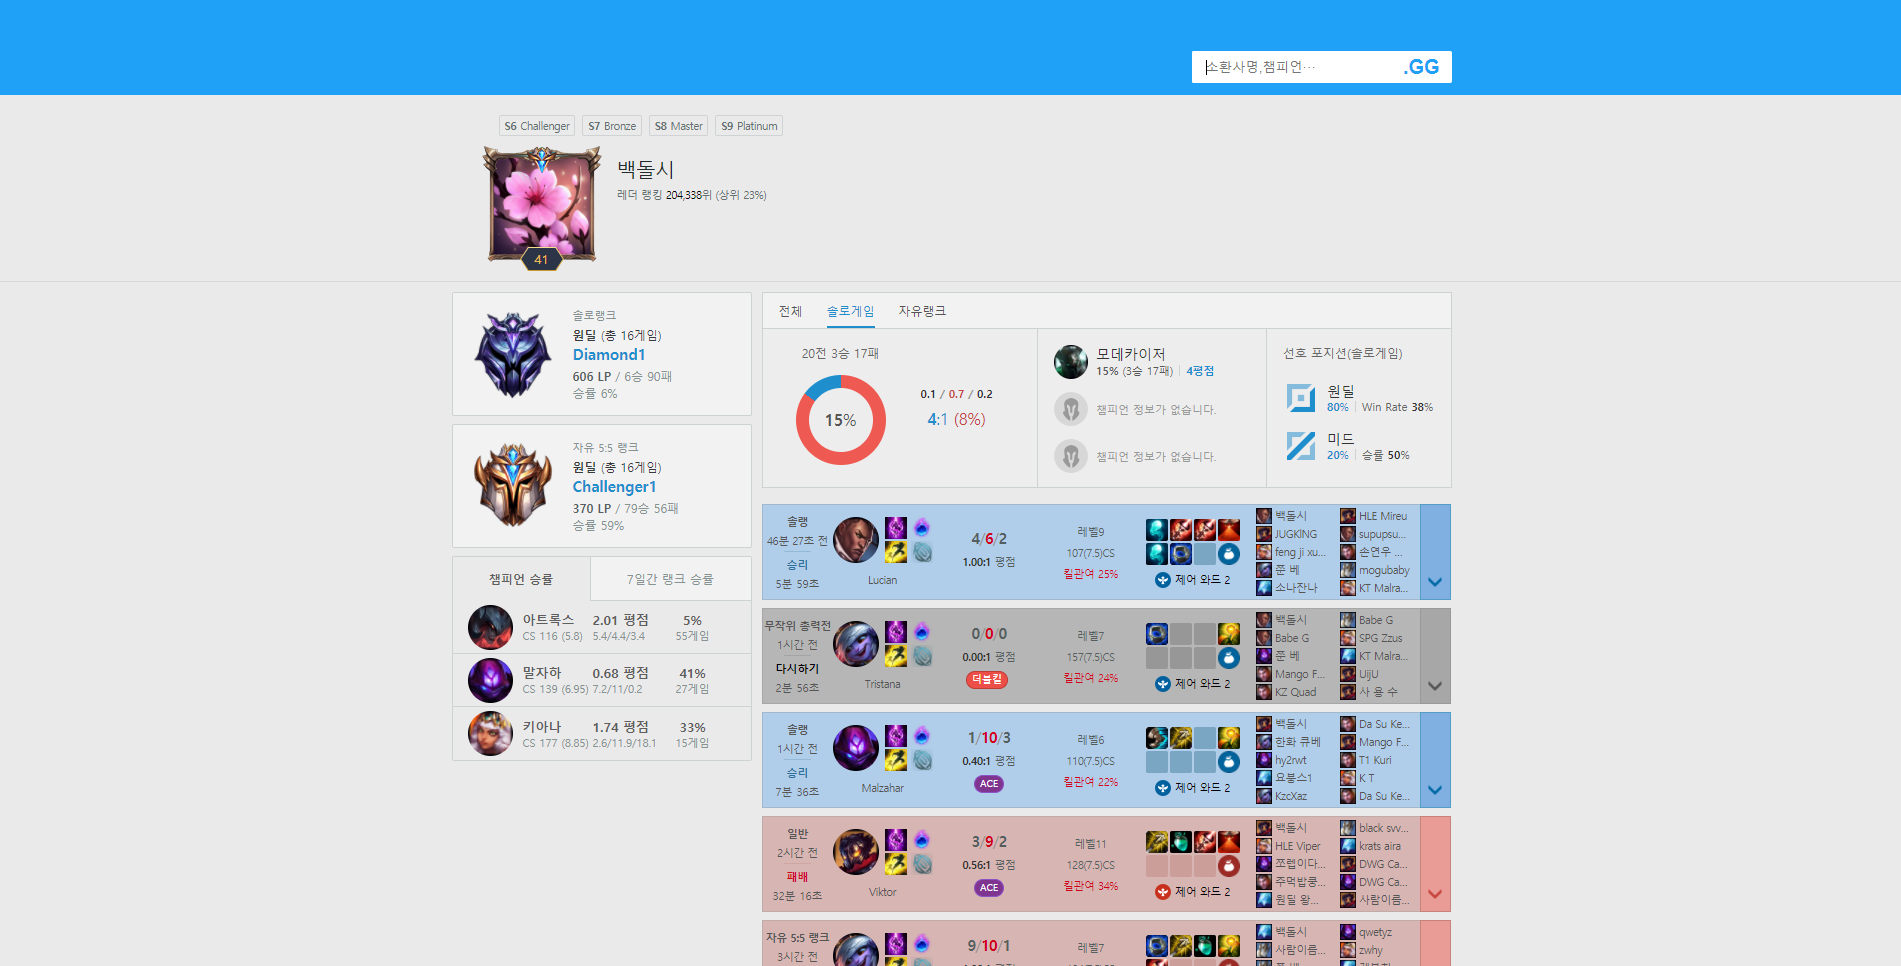 소환사명,챔피언… .GG
S6 Challenger S7 Bronze S8 Master S9 Platinum
백돌시
레더 랭킹 204,338위 (상위 23%)
41
솔로랭크
원딜 (총 16게임)
Diamond1
606 LP / 6승 90패
승률 6%
자유 5:5 랭크
원딜 (총 16게임)
Challenger1
370 LP / 79승 56패
승률 59%
챔피언 승률 7일간 랭크 승률
아트록스 2.01 평점 5%
CS 116 (5.8) 5.4/4.4/3.4 55게임
말자하 0.68 평점 41%
CS 139 (6.95) 7.2/11/0.2 27게임
키아나 1.74 평점 33%
CS 177 (8.85) 2.6/11.9/18.1 15게임
전체 솔로게임 자유랭크
20전 3승 17패
15%
0.1 / 0.7 / 0.2
4:1 (8%)
모데카이저
15% (3승 17패) 4평점
챔피언 정보가 없습니다.
챔피언 정보가 없습니다.
선호 포지션(솔로게임)
원딜
80% Win Rate 38%
미드
20% 승률 50%
솔랭
46분 27초 전
승리
5분 59초
Lucian
4/6/2
1.00:1 평점
레벨9
107(7.5)CS
킬관여 25%
제어 와드 2
백돌시 HLE Mireu
JUGKING supupsu...
feng ji xu... 손연우 ...
쭌 베 mogubaby
소나잔나 KT Malra...
무작위 총력전
1시간 전
다시하기
2분 56초
Tristana
0/0/0
0.00:1 평점
더블킬
레벨7
157(7.5)CS
킬관여 24%
제어 와드 2
백돌시 Babe G
Babe G SPG Zzus
쭌 베 KT Malra...
Mango F... UijU
KZ Quad 사 용 수
솔랭
1시간 전
승리
7분 36초
Malzahar
1/10/3
0.40:1 평점
ACE
레벨6
110(7.5)CS
킬관여 22%
제어 와드 2
백돌시 Da Su Ke...
한화 큐베 Mango F...
hy2rwt T1 Kuri
요붕스1 K T
KzcXaz Da Su Ke...
일반
2시간 전
패배
32분 16초
Viktor
3/9/2
0.56:1 평점
ACE
레벨11
128(7.5)CS
킬관여 34%
제어 와드 2
백돌시 black svv...
HLE Viper krats aira
쪼렙이다... DWG Ca...
주먹밥쿵... DWG Ca...
원딜 왕... 사람이름...
자유 5:5 랭크
3시간 전
9/10/1
레벨7
백돌시 qwetyz
사람이름... zwhy